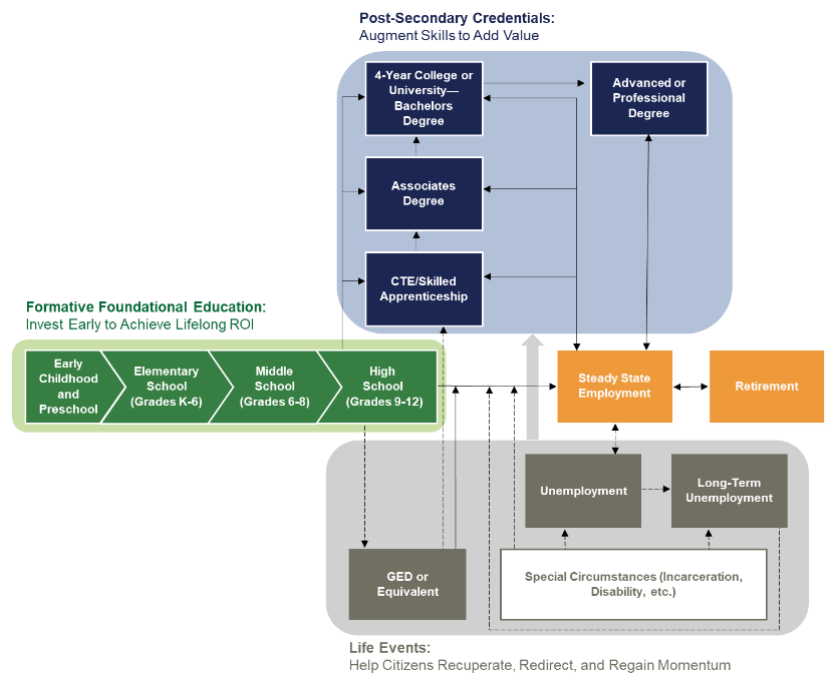 Post-Secondary Credentials:
Augment Skills to Add Value
4-Year College or
University—
Bachelors
Degree
Advanced or
Professional
Degree
Associates
Degree
CTE/Skilled
Apprenticeship
Formative Foundational Education:
Invest Early to Achieve Lifelong ROI
Early
Childhood
and
Preschool
Elementary
School
(Grades K-6)
Middle
School
(Grades 6-8)
High
School
(Grades 9-12)
Steady State
Employment
Retirement
Unemployment
Long-Term
Unemployment
GED or
Equivalent
Special Circumstances (Incarceration,
Disability, etc.)
Life Events:
Help Citizens Recuperate, Redirect, and Regain Momentum